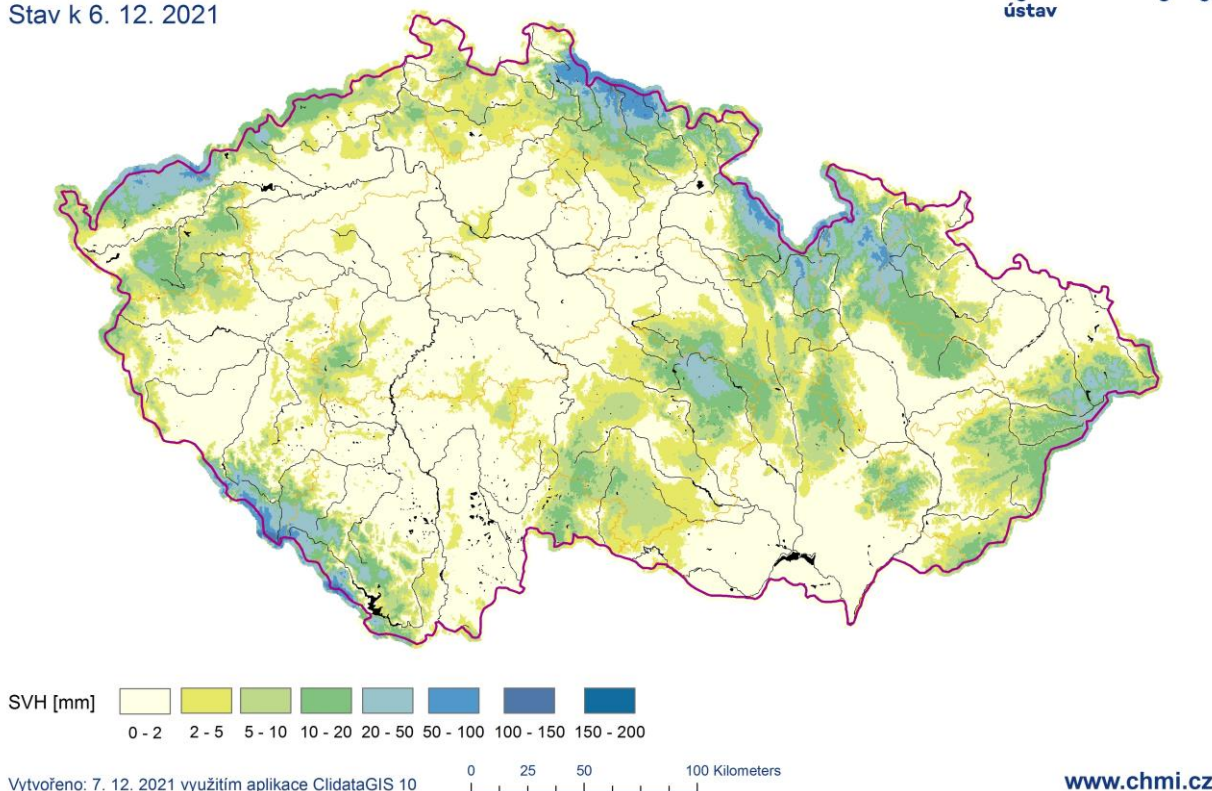 Stav k 6. 12. 2021
ústav
SVH [mm]
0 - 2 2 - 5 5 - 10 10 - 20 20 - 50 50 - 100 100 - 150 150 - 200
Vytvořeno: 7. 12. 2021 využitím aplikace ClidataGIS 10
0 25 50 100 Kilometers
www.chmi.cz